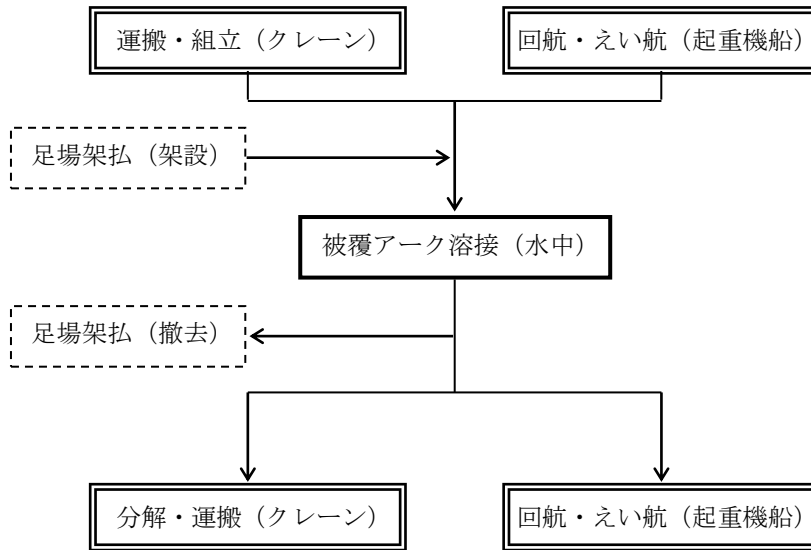 運搬・組立（クレーン）
回航・えい航（起重機船）
足場架払（架設）
被覆アーク溶接（水中）
足場架払（撤去）
分解・運搬（クレーン）
回航・えい航（起重機船）